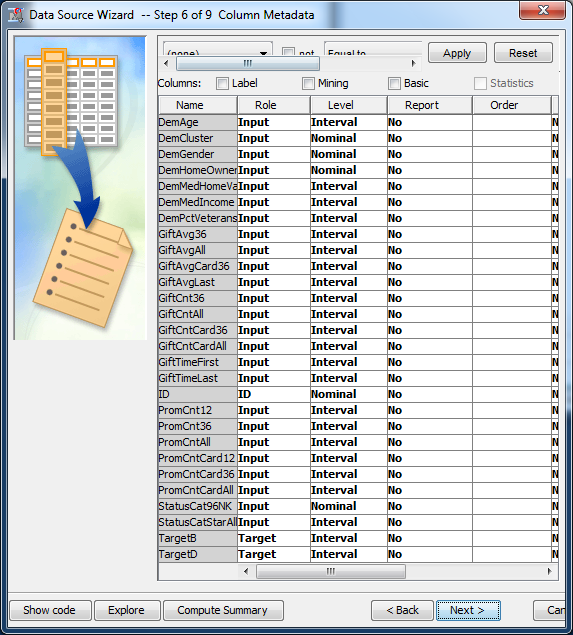 Data Source Wizard -- Step 6 of 9 Column Metadata
(none) not Equal to Apply Reset
Columns: Label Mining Basic Statistics
Name Role Level Report Order
DemAge Input Interval No N
DemCluster Input Nominal No N
DemGender Input Nominal No N
DemHomeOwner Input Nominal No N
DemMedHomeVa Input Interval No N
DemMedIncome Input Interval No N
DemPctVeterans Input Interval No N
GiftAvg36 Input Interval No N
GiftAvgAll Input Interval No N
GiftAvgCard36 Input Interval No N
GiftAvgLast Input Interval No N
GiftCnt36 Input Interval No N
GiftCntAll Input Interval No N
GiftCntCard36 Input Interval No N
GiftCntCardAll Input Interval No N
GiftTimeFirst Input Interval No N
GiftTimeLast Input Interval No N
ID ID Nominal No N
PromCnt12 Input Interval No N
PromCnt36 Input Interval No N
PromCntAll Input Interval No N
PromCntCard12 Input Interval No N
PromCntCard36 Input Interval No N
PromCntCardAll Input Interval No N
StatusCat96NK Input Nominal No N
StatusCatStarAll Input Interval No N
TargetB Target Interval No N
TargetD Target Interval No N
Show code Explore Compute Summary < Back Next > Can